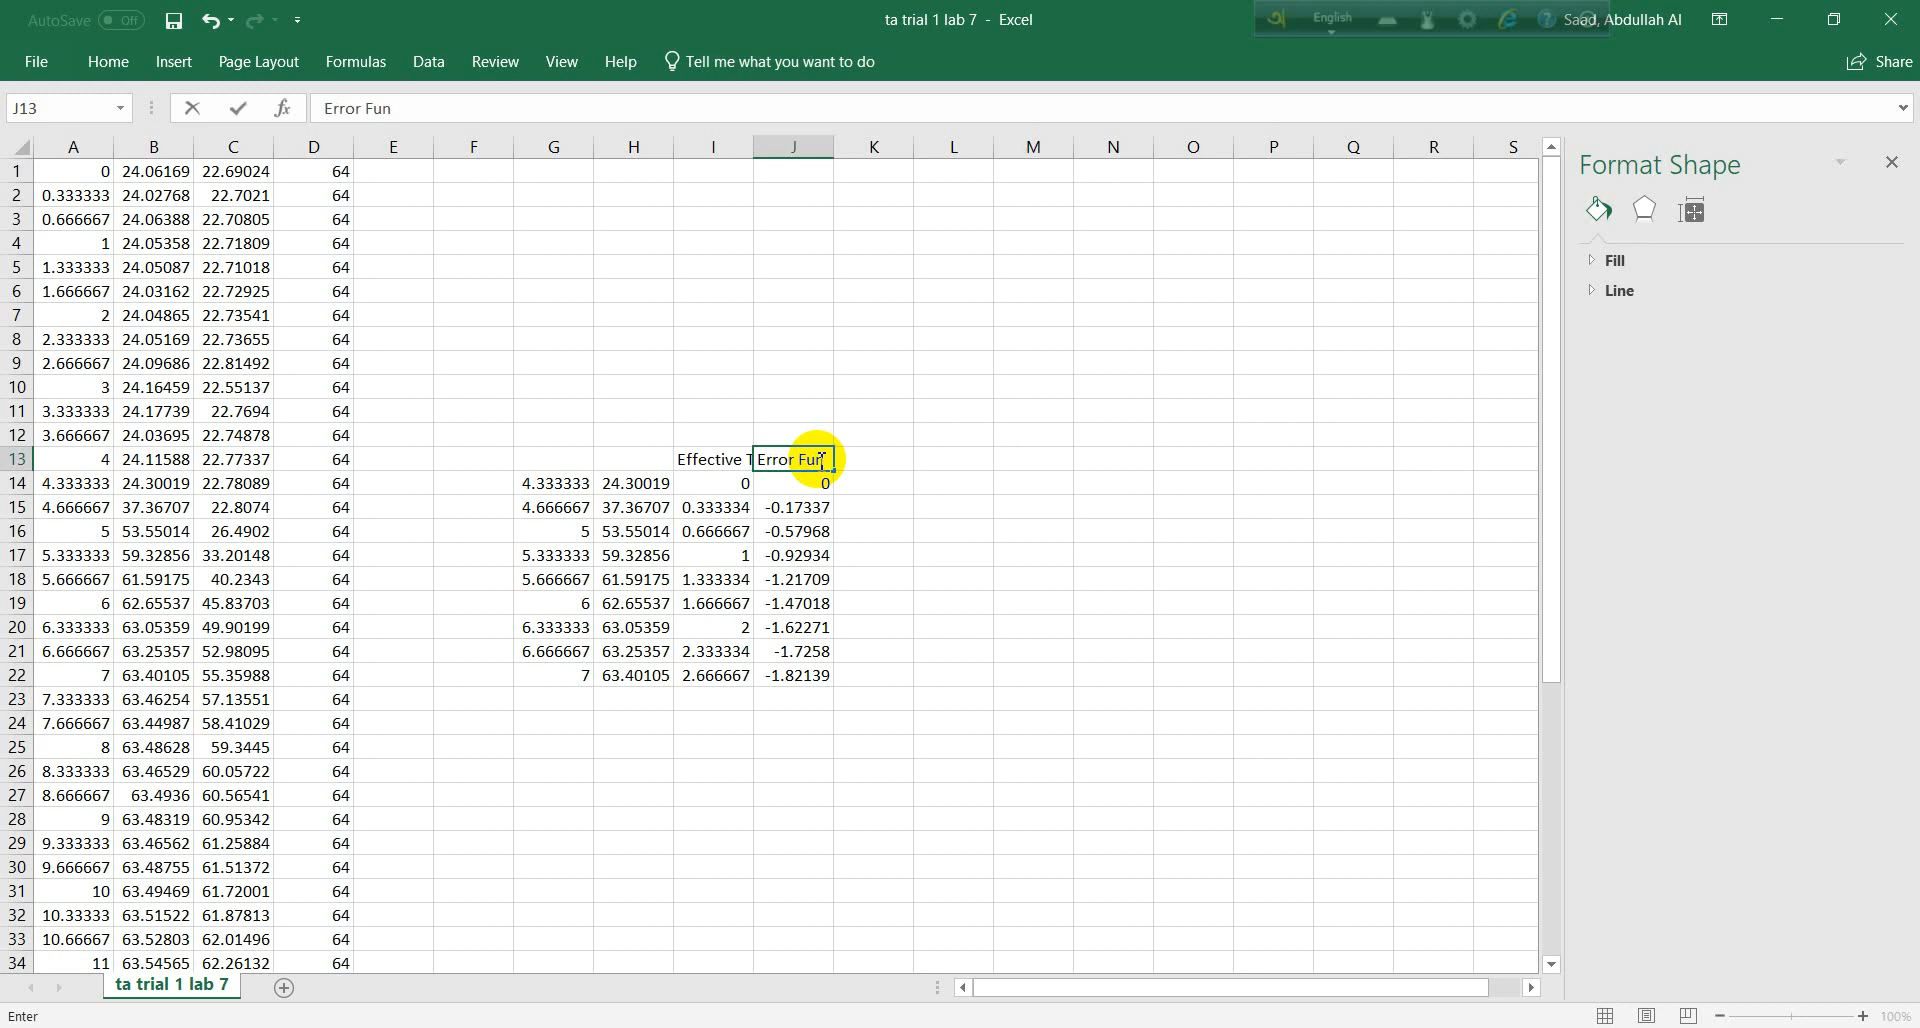 AutoSave Off ta trial 1 lab 7 - Excel English Saad, Abdullah Al
File Home Insert Page Layout Formulas Data Review View Help Tell me what you want to do Share
J13 fx Error Fun
A B C D E F G H I J K L M N O P Q R S
Format Shape
Fill
Line
1 0 24.06169 22.69024 64
2 0.333333 24.02768 22.7021 64
3 0.666667 24.06388 22.70805 64
4 1 24.05358 22.71809 64
5 1.333333 24.05087 22.71018 64
6 1.666667 24.03162 22.72925 64
7 2 24.04865 22.73541 64
8 2.333333 24.05169 22.73655 64
9 2.666667 24.09686 22.81492 64
10 3 24.16459 22.55137 64
11 3.333333 24.17739 22.7694 64
12 3.666667 24.03695 22.74878 64
13 4 24.11588 22.77337 64 Effective T Error Fun
14 4.333333 24.30019 22.78089 64 4.333333 24.30019 0 0
15 4.666667 37.36707 22.8074 64 4.666667 37.36707 0.333334 -0.17337
16 5 53.55014 26.4902 64 5 53.55014 0.666667 -0.57968
17 5.333333 59.32856 33.20148 64 5.333333 59.32856 1 -0.92934
18 5.666667 61.59175 40.2343 64 5.666667 61.59175 1.333334 -1.21709
19 6 62.65537 45.83703 64 6 62.65537 1.666667 -1.47018
20 6.333333 63.05359 49.90199 64 6.333333 63.05359 2 -1.62271
21 6.666667 63.25357 52.98095 64 6.666667 63.25357 2.333334 -1.7258
22 7 63.40105 55.35988 64 7 63.40105 2.666667 -1.82139
23 7.333333 63.46254 57.13551 64
24 7.666667 63.44987 58.41029 64
25 8 63.48628 59.3445 64
26 8.333333 63.46529 60.05722 64
27 8.666667 63.4936 60.56541 64
28 9 63.48319 60.95342 64
29 9.333333 63.46562 61.25884 64
30 9.666667 63.48755 61.51372 64
31 10 63.49469 61.72001 64
32 10.33333 63.51522 61.87813 64
33 10.66667 63.52803 62.01496 64
34 11 63.54565 62.26132 64
ta trial 1 lab 7
Enter 100%